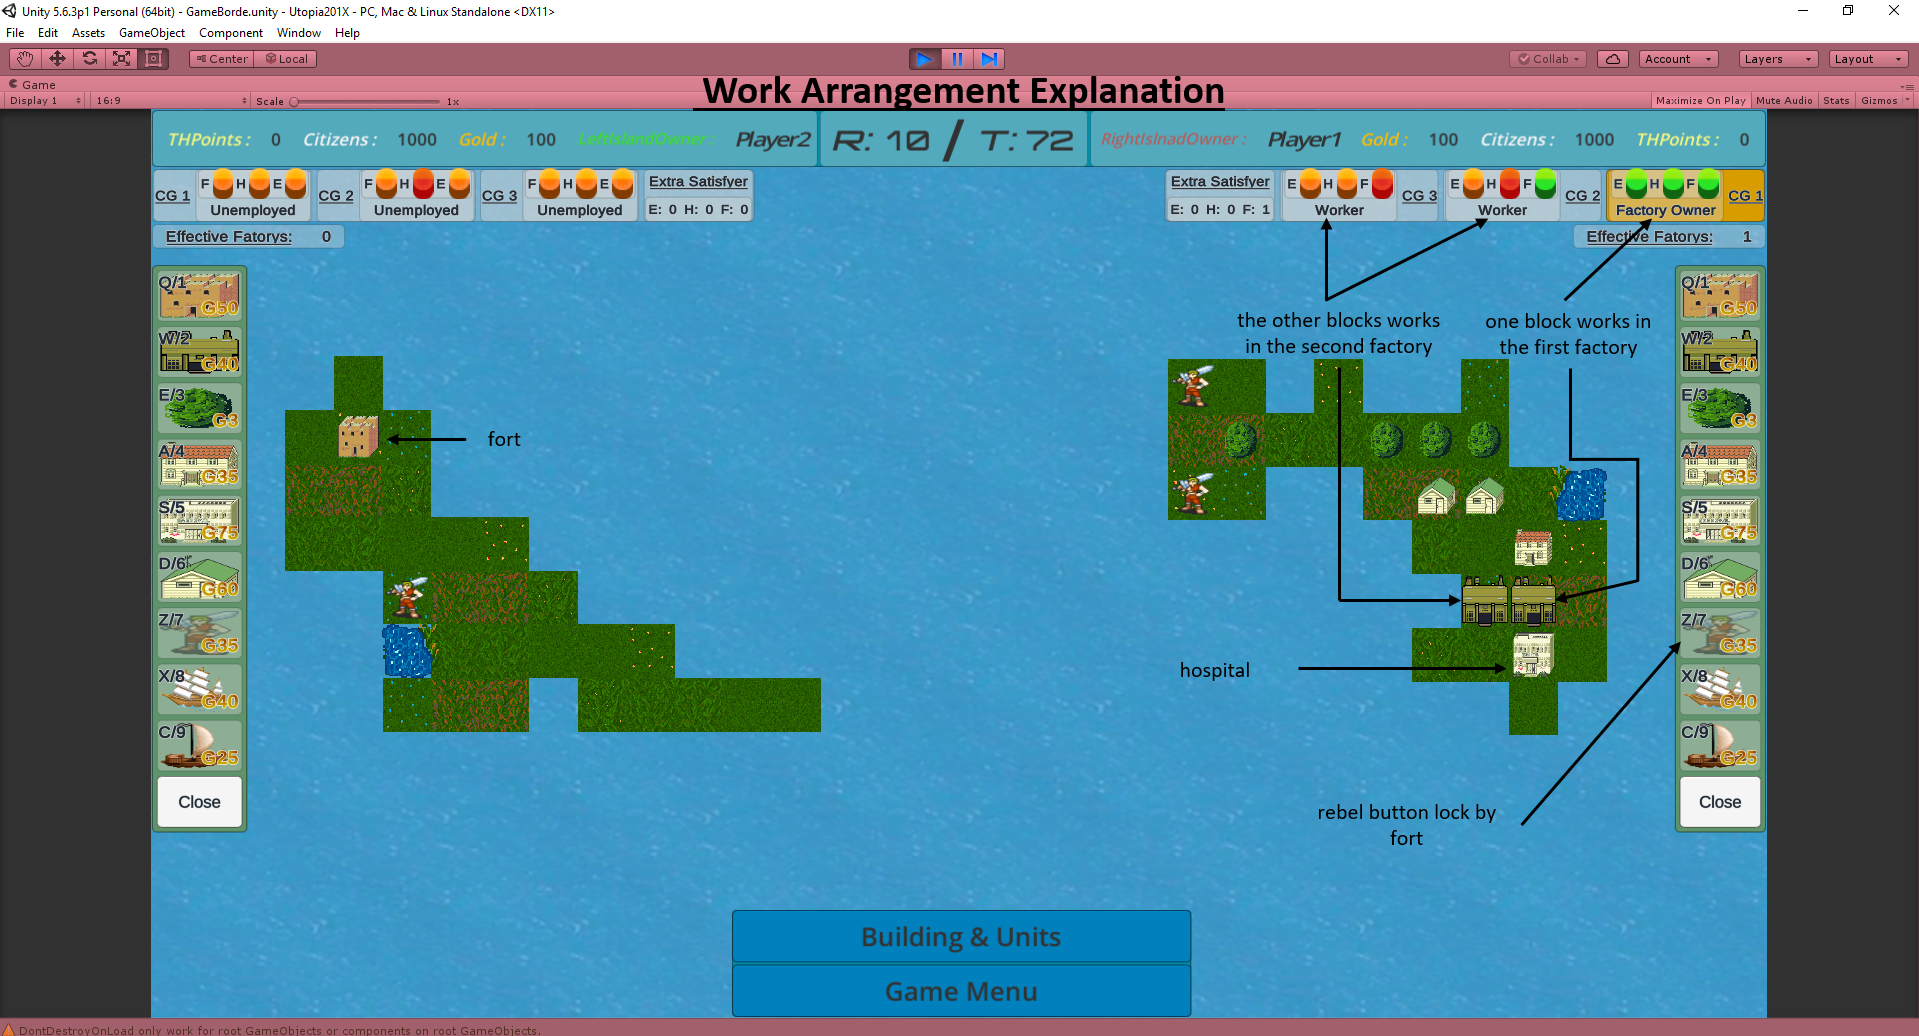 Unity 5.6.3p1 Personal (64bit) - GameBorde.unity - Utopia201X - PC, Mac & Linux Standalone <DX11>
File Edit Assets GameObject Component Window Help
Center Local Collab Account Layers Layout
Game
Work Arrangement Explanation
Display 1 16:9 Scale 1x Maximize On Play Mute Audio Stats Gizmos
THPoints : 0 Citizens : 1000 Gold : 100 LeftIslandOwner : Player2 R: 10 / T: 72 RightIslnadOwner : Player1 Gold : 100 Citizens : 1000 THPoints : 0
CG 1 F H E Unemployed
CG 2 F H E Unemployed
CG 3 F H E Unemployed
Extra Satisfyer
E: 0 H: 0 F: 0
Extra Satisfyer
E: 0 H: 0 F: 1
E H F Worker CG 3
E H F Worker CG 2
E H F Factory Owner CG 1
Effective Fatorys: 0
Effective Fatorys: 1
Q/1 G50
W/2 G40
E/3 G3
A/4 G35
S/5 G75
D/6 G60
Z/7 G35
X/8 G40
C/9 G25
Close
the other blocks works
in the second factory
one block works in
the first factory
fort
hospital
rebel button lock by
fort
Q/1 G50
W/2 G40
E/3 G3
A/4 G35
S/5 G75
D/6 G60
Z/7 G35
X/8 G40
C/9 G25
Close
Building & Units
Game Menu
DontDestroyOnLoad only work for root GameObjects or components on root GameObjects.